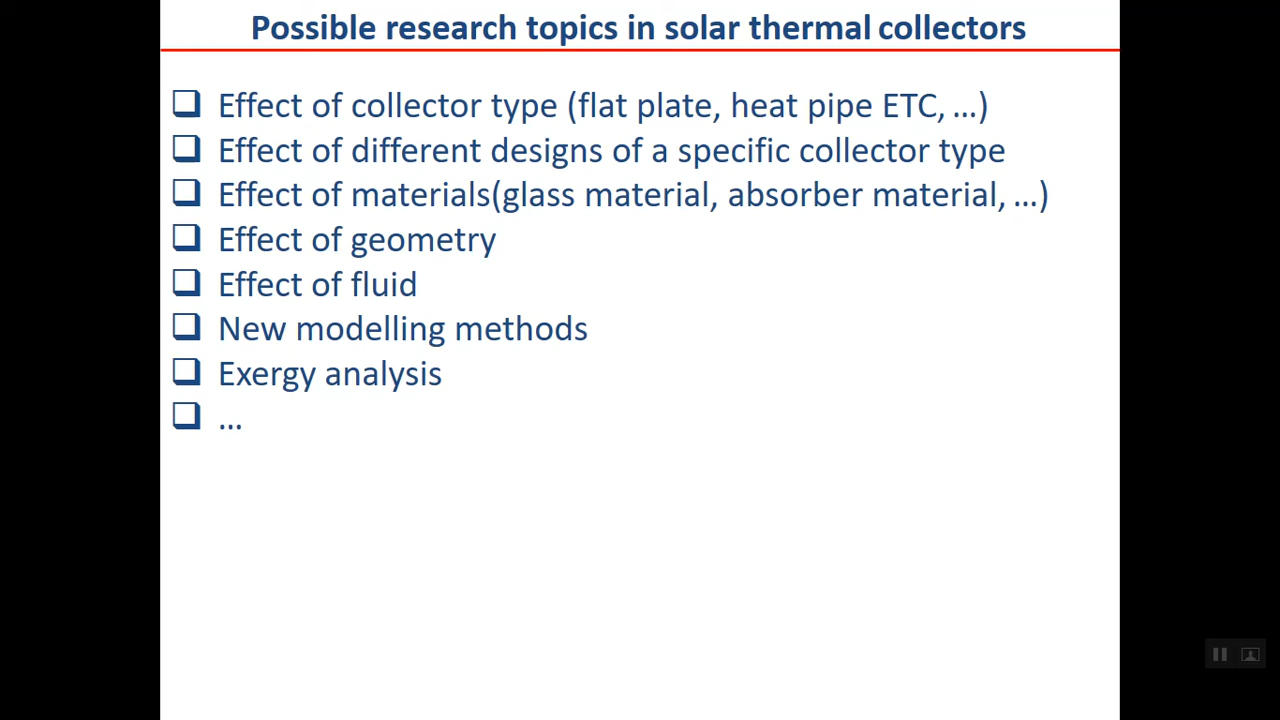 Possible research topics in solar thermal collectors
❑ Effect of collector type (flat plate, heat pipe ETC, ...)
❑ Effect of different designs of a specific collector type
❑ Effect of materials(glass material, absorber material, ...)
❑ Effect of geometry
❑ Effect of fluid
❑ New modelling methods
❑ Exergy analysis
❑ ...